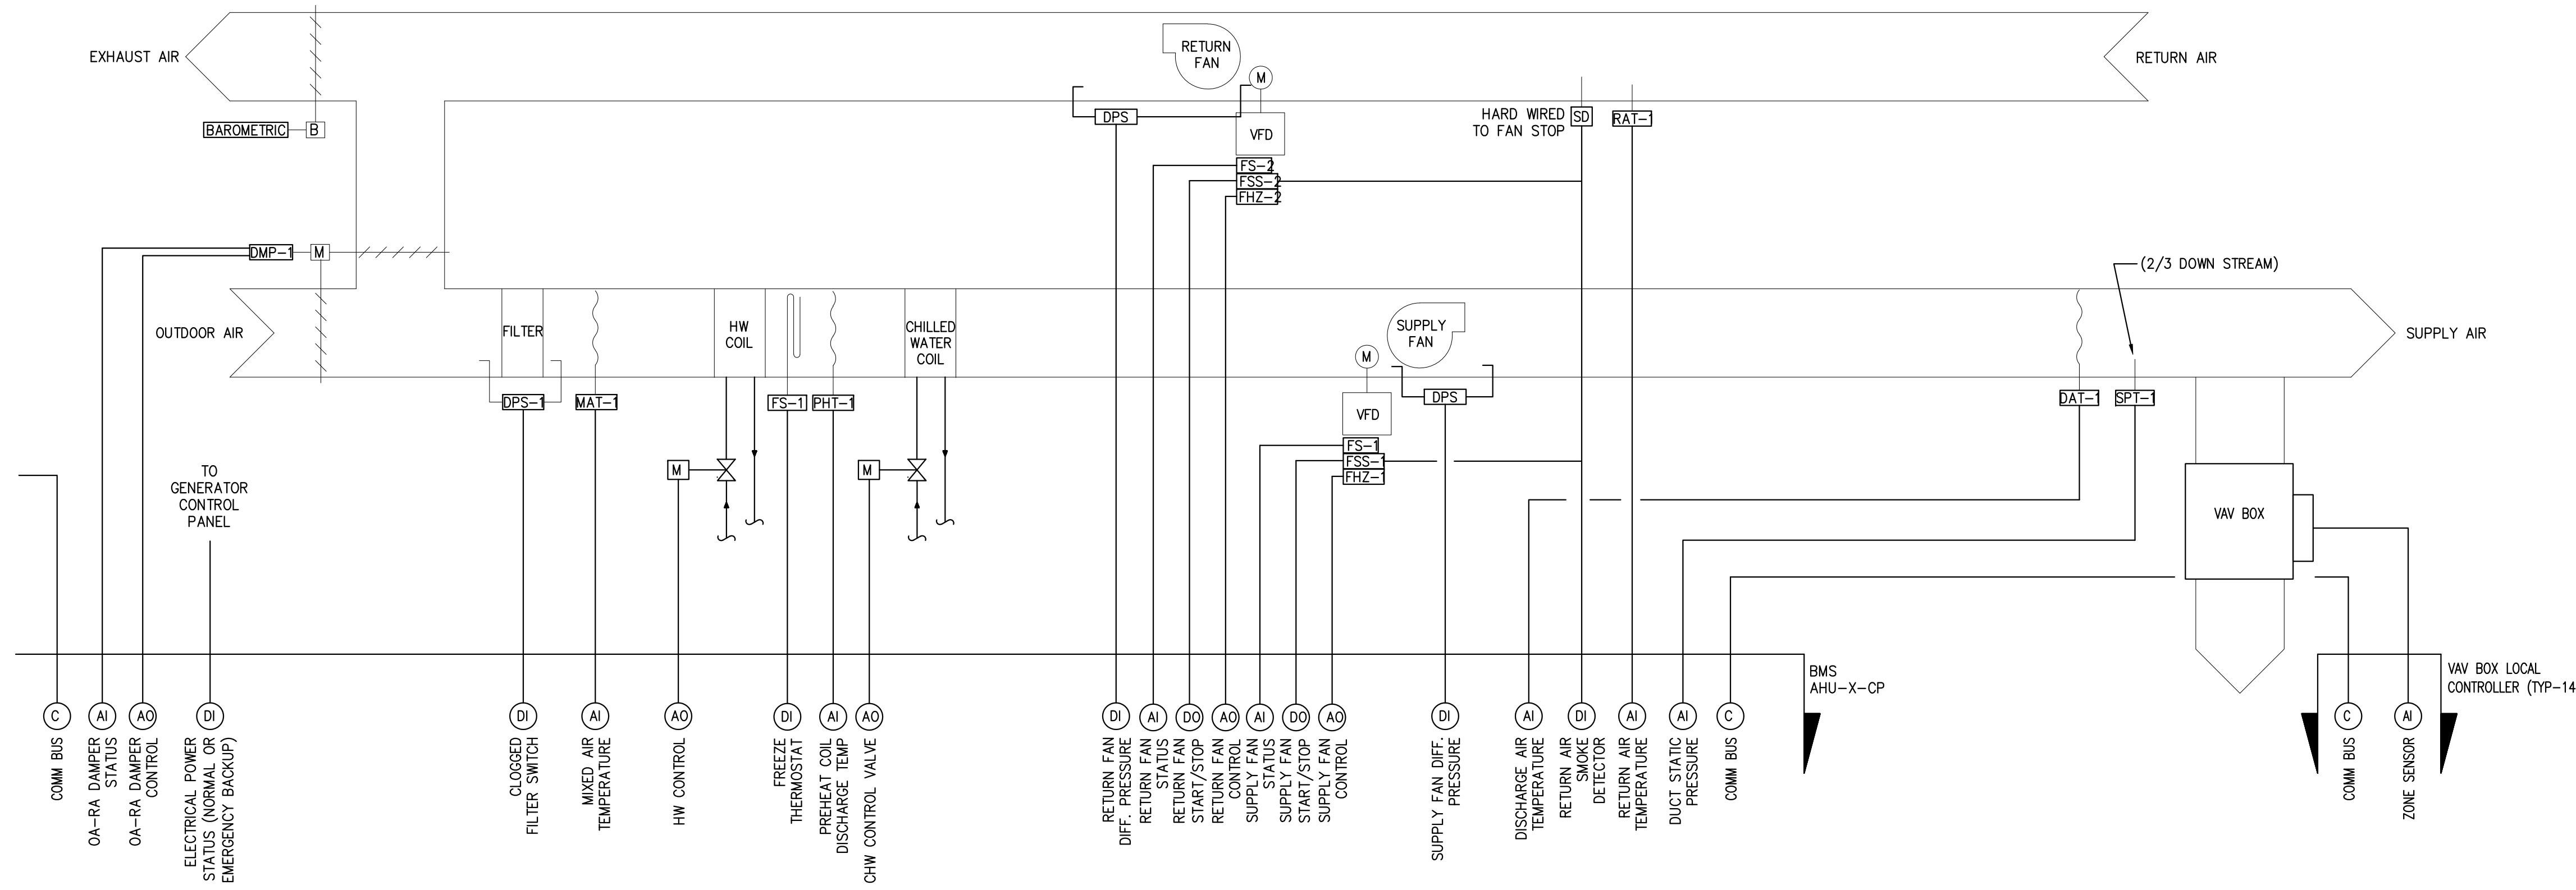 EXHAUST AIR
RETURN
FAN
M
RETURN AIR
BAROMETRIC
B
DPS
VFD
HARD WIRED
TO FAN STOP
SD
RAT-1
FS-2
FSS-2
FHZ-2
DMP-1
M
(2/3 DOWN STREAM)
OUTDOOR AIR
FILTER
HW
COIL
CHILLED
WATER
COIL
SUPPLY
FAN
M
SUPPLY AIR
DPS-1
MAT-1
FS-1
PHT-1
VFD
DPS
DAT-1
SPT-1
FS-1
FSS-1
FHZ-1
TO
GENERATOR
CONTROL
PANEL
M
M
VAV BOX
BMS
AHU-X-CP
VAV BOX LOCAL
CONTROLLER (TYP-14
C
AI
AO
DI
DI
AI
AO
DI
AI
AO
DI
AI
DO
AO
AI
DO
AO
DI
AI
DI
AI
AI
C
C
AI
COMM BUS
OA-RA DAMPER
STATUS
OA-RA DAMPER
CONTROL
ELECTRICAL POWER
STATUS (NORMAL OR
EMERGENCY BACKUP)
CLOGGED
FILTER SWITCH
MIXED AIR
TEMPERATURE
HW CONTROL
FREEZE
THERMOSTAT
PREHEAT COIL
DISCHARGE TEMP
CHW CONTROL VALVE
RETURN FAN
DIFF. PRESSURE
RETURN FAN
STATUS
RETURN FAN
START/STOP
RETURN FAN
CONTROL
SUPPLY FAN
STATUS
SUPPLY FAN
START/STOP
SUPPLY FAN
CONTROL
SUPPLY FAN DIFF.
PRESSURE
DISCHARGE AIR
TEMPERATURE
RETURN AIR
SMOKE
DETECTOR
RETURN AIR
TEMPERATURE
DUCT STATIC
PRESSURE
COMM BUS
COMM BUS
ZONE SENSOR